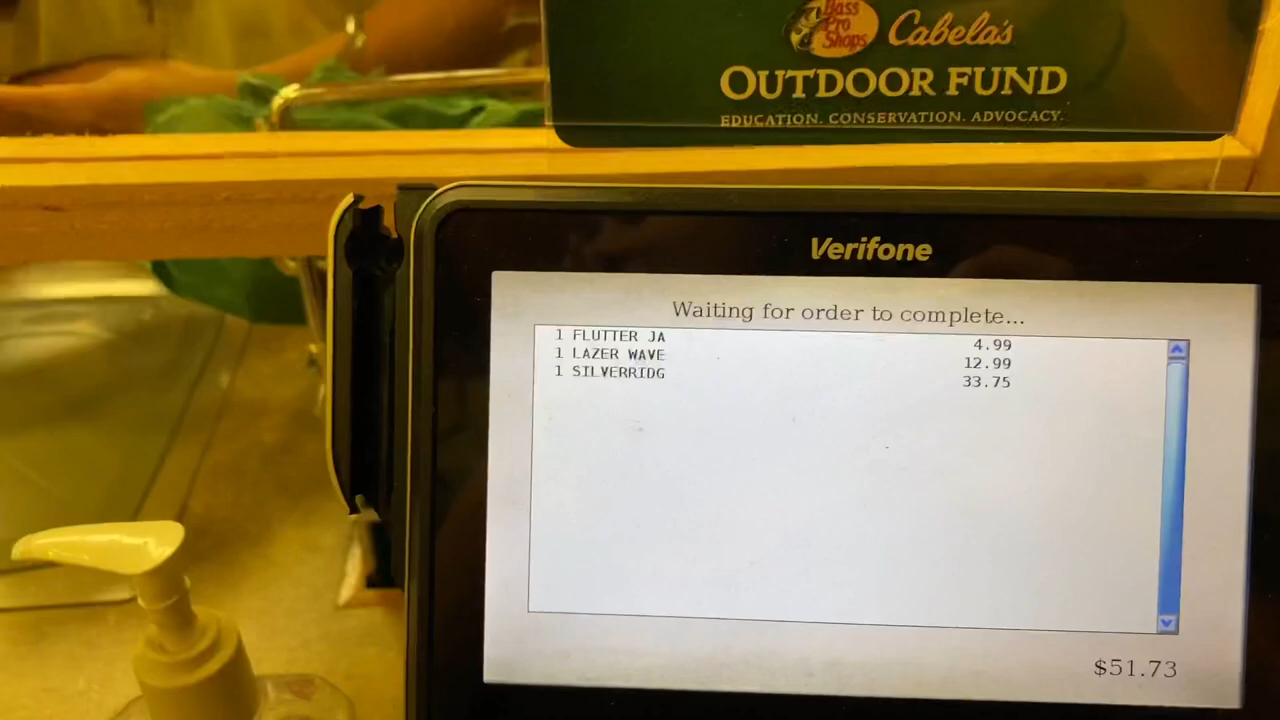 Bass
Pro
Shops
Cabela's
OUTDOOR FUND
EDUCATION. CONSERVATION. ADVOCACY.
Verifone
Waiting for order to complete...
1 FLUTTER JA 4.99
1 LAZER WAVE 12.99
1 SILVERRIDG 33.75
$51.73